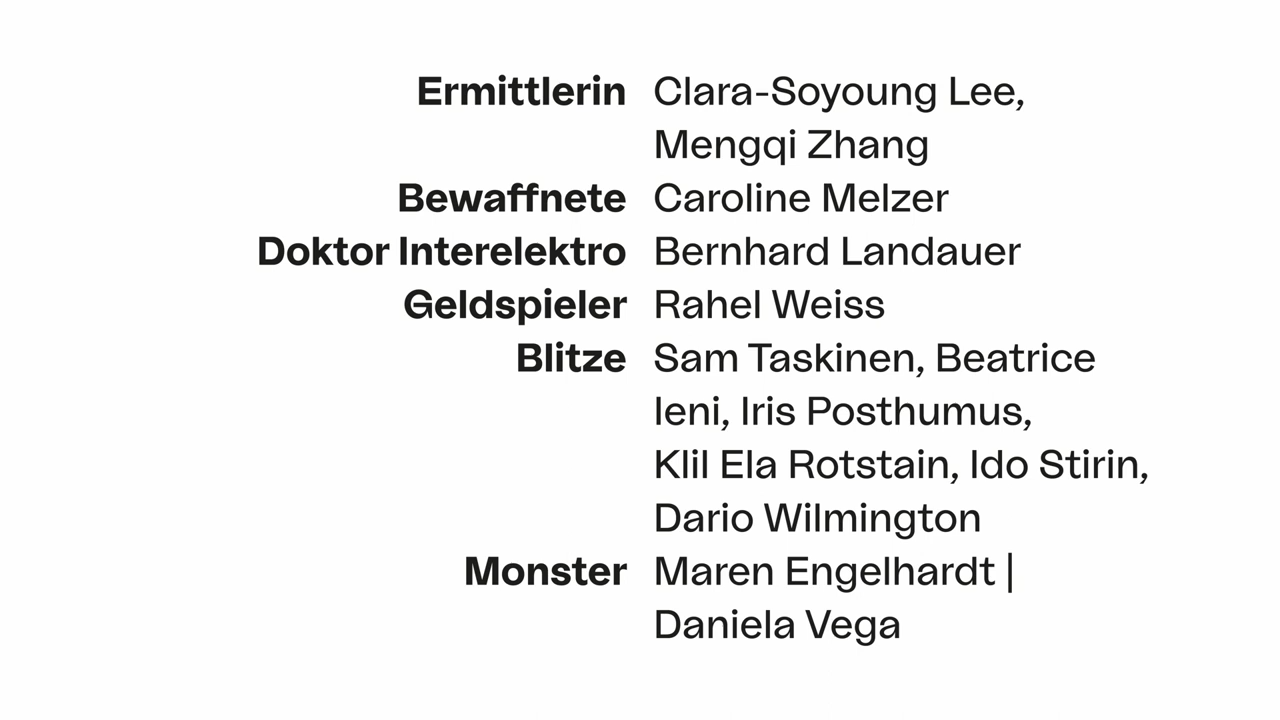 Ermittlerin Clara-Soyoung Lee,
Mengqi Zhang
Bewaffnete Caroline Melzer
Doktor Interelektro Bernhard Landauer
Geldspieler Rahel Weiss
Blitze Sam Taskinen, Beatrice
Ieni, Iris Posthumus,
Klil Ela Rotstain, Ido Stirin,
Dario Wilmington
Monster Maren Engelhardt |
Daniela Vega